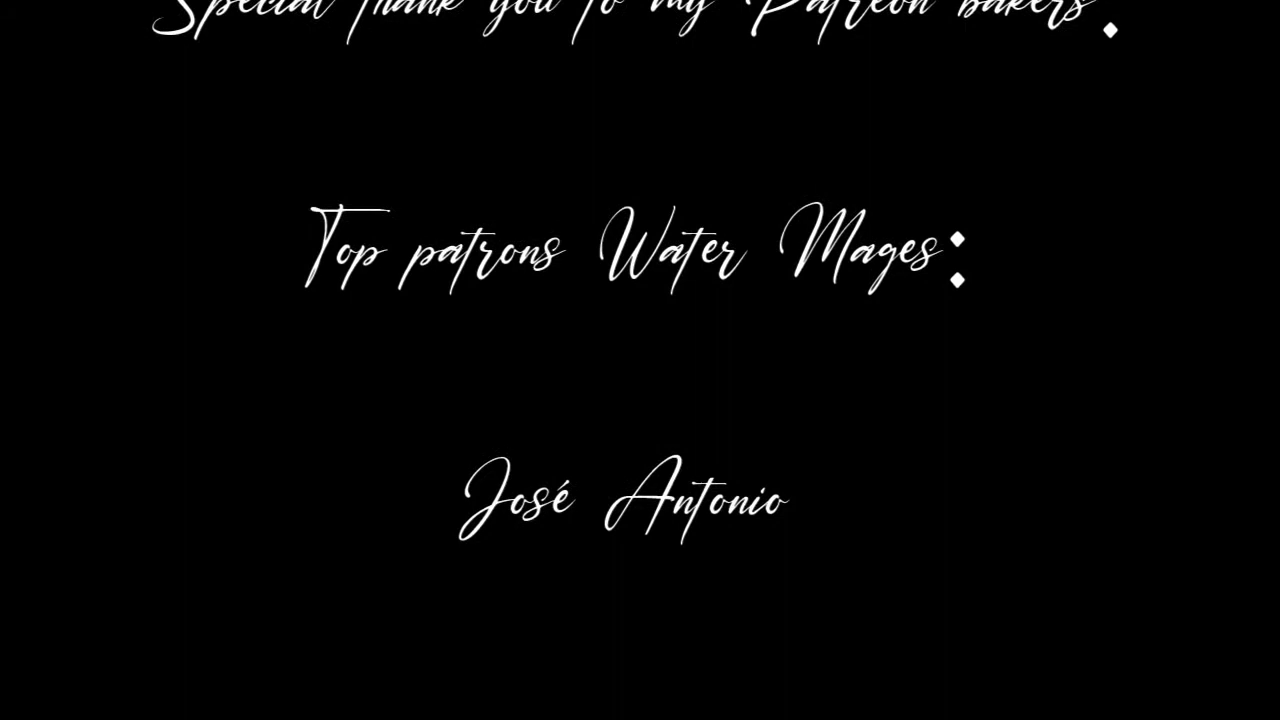 Special thank you to my Patreon bakers:
Top patrons Water Mages:
José Antonio